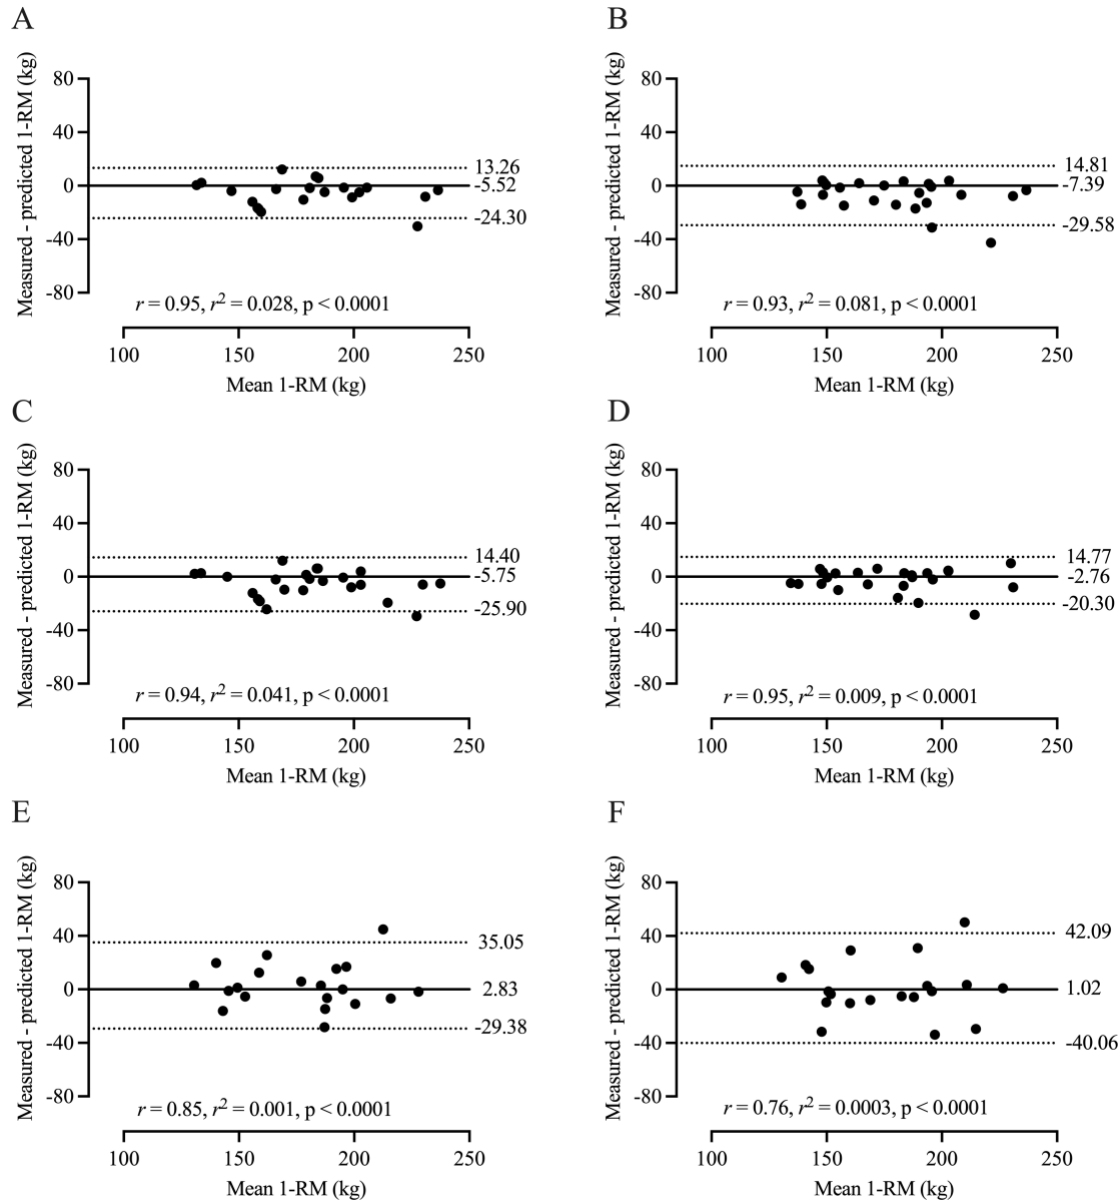 A
Measured - predicted 1-RM (kg)
80
40
0
-40
-80
13.26
-5.52
-24.30
r = 0.95, r² = 0.028, p < 0.0001
100 150 200 250
Mean 1-RM (kg)
B
Measured - predicted 1-RM (kg)
80
40
0
-40
-80
14.81
-7.39
-29.58
r = 0.93, r² = 0.081, p < 0.0001
100 150 200 250
Mean 1-RM (kg)
C
Measured - predicted 1-RM (kg)
80
40
0
-40
-80
14.40
-5.75
-25.90
r = 0.94, r² = 0.041, p < 0.0001
100 150 200 250
Mean 1-RM (kg)
D
Measured - predicted 1-RM (kg)
80
40
0
-40
-80
14.77
-2.76
-20.30
r = 0.95, r² = 0.009, p < 0.0001
100 150 200 250
Mean 1-RM (kg)
E
Measured - predicted 1-RM (kg)
80
40
0
-40
-80
35.05
2.83
-29.38
r = 0.85, r² = 0.001, p < 0.0001
100 150 200 250
Mean 1-RM (kg)
F
Measured - predicted 1-RM (kg)
80
40
0
-40
-80
42.09
1.02
-40.06
r = 0.76, r² = 0.0003, p < 0.0001
100 150 200 250
Mean 1-RM (kg)